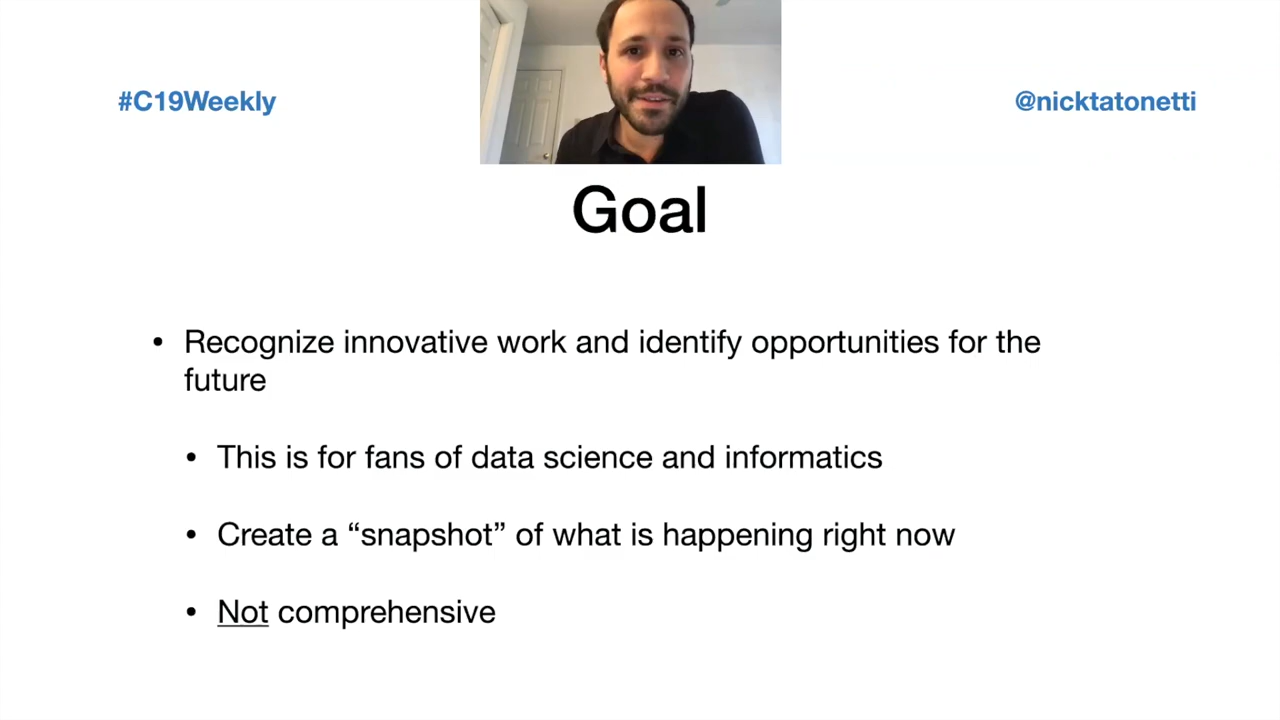 #C19Weekly
@nicktatonetti
Goal
• Recognize innovative work and identify opportunities for the
future
• This is for fans of data science and informatics
• Create a “snapshot” of what is happening right now
• Not comprehensive